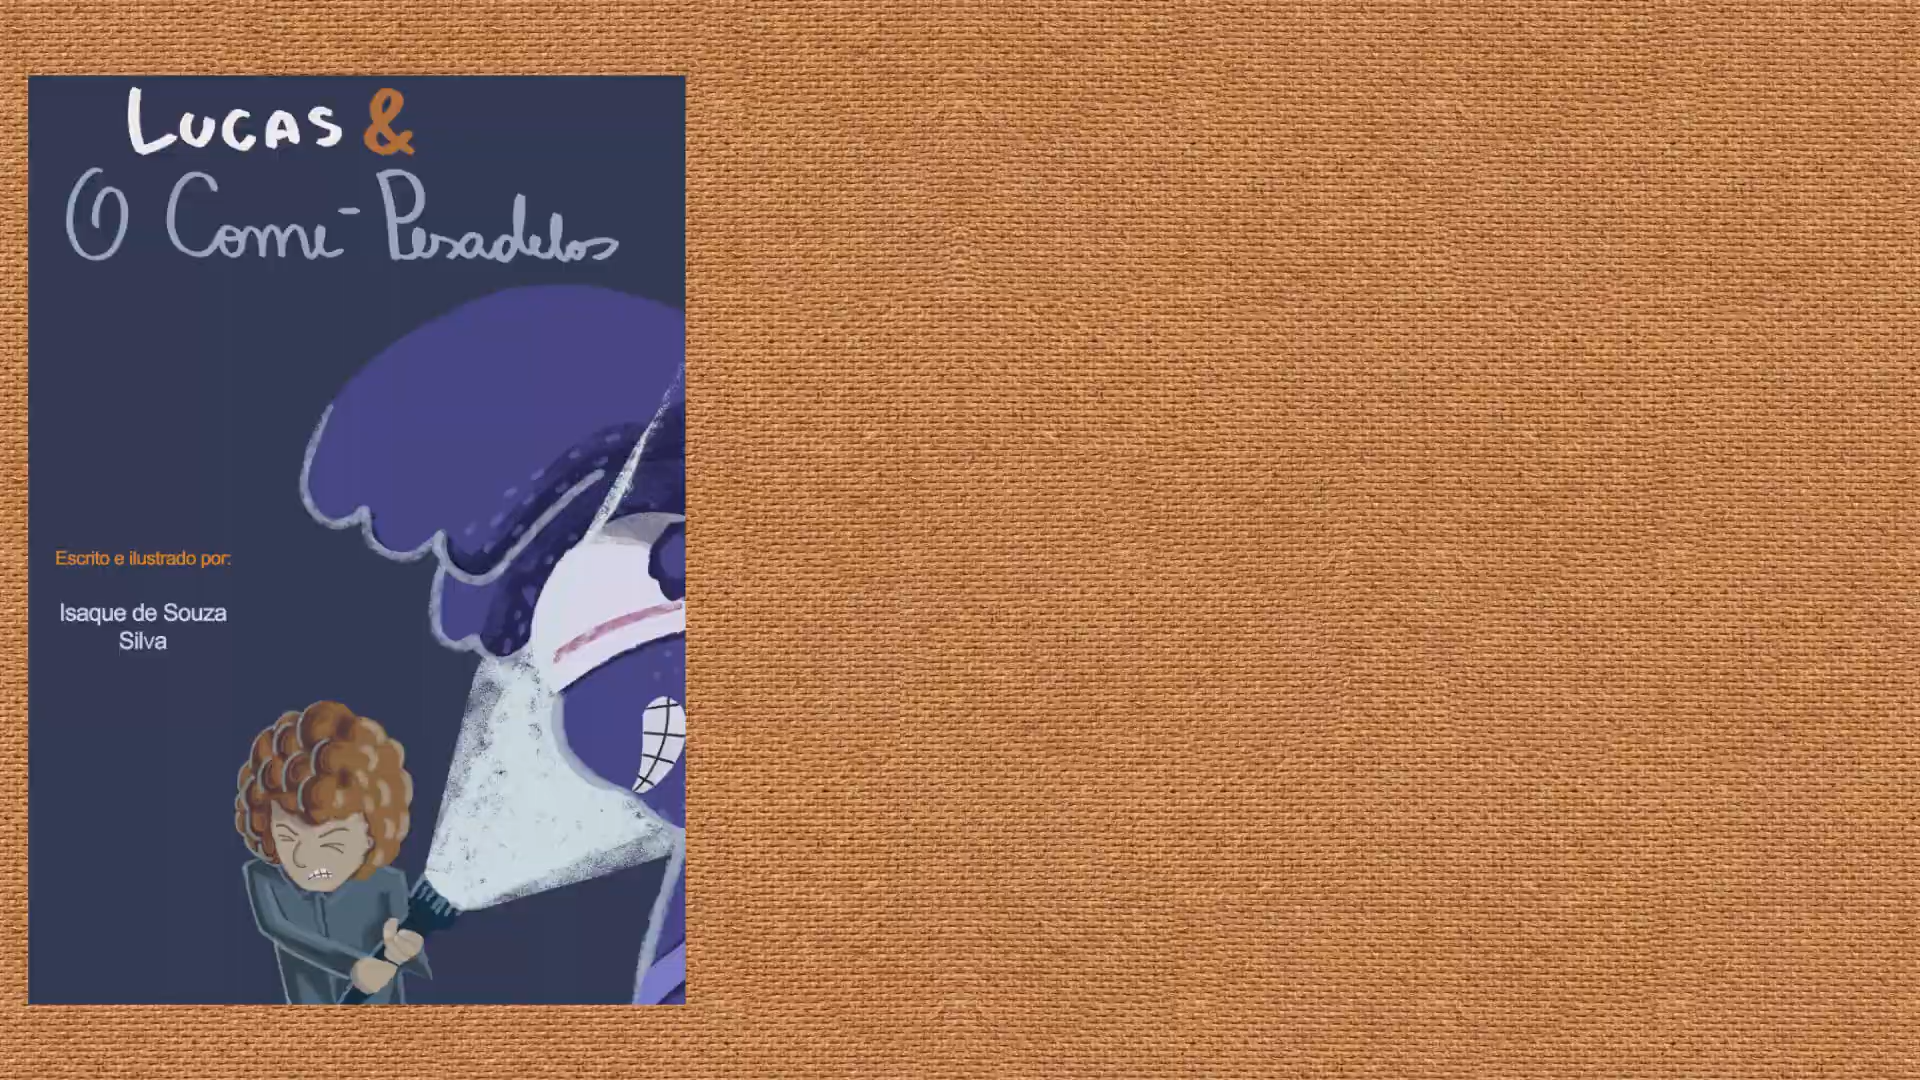 LUCAS &
O Come-Pesadelos
Escrito e ilustrado por:
Isaque de Souza
Silva